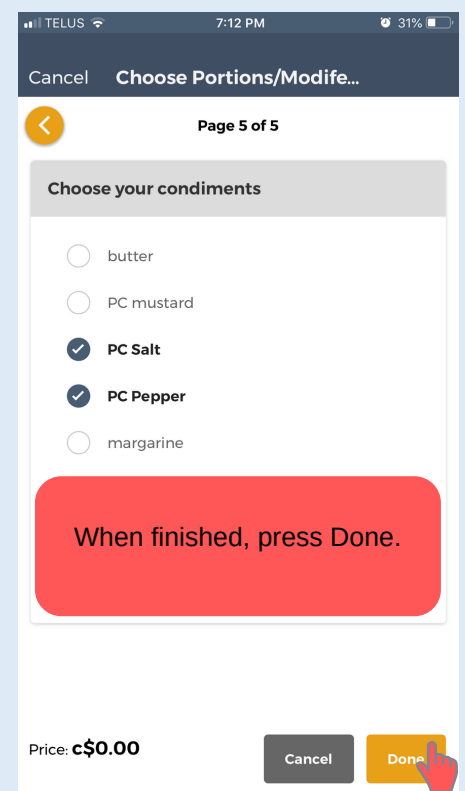 TELUS 7:12 PM 31%
Cancel Choose Portions/Modife...
Page 5 of 5
Choose your condiments
butter
PC mustard
PC Salt
PC Pepper
margarine
When finished, press Done.
Price: c$0.00 Cancel Done